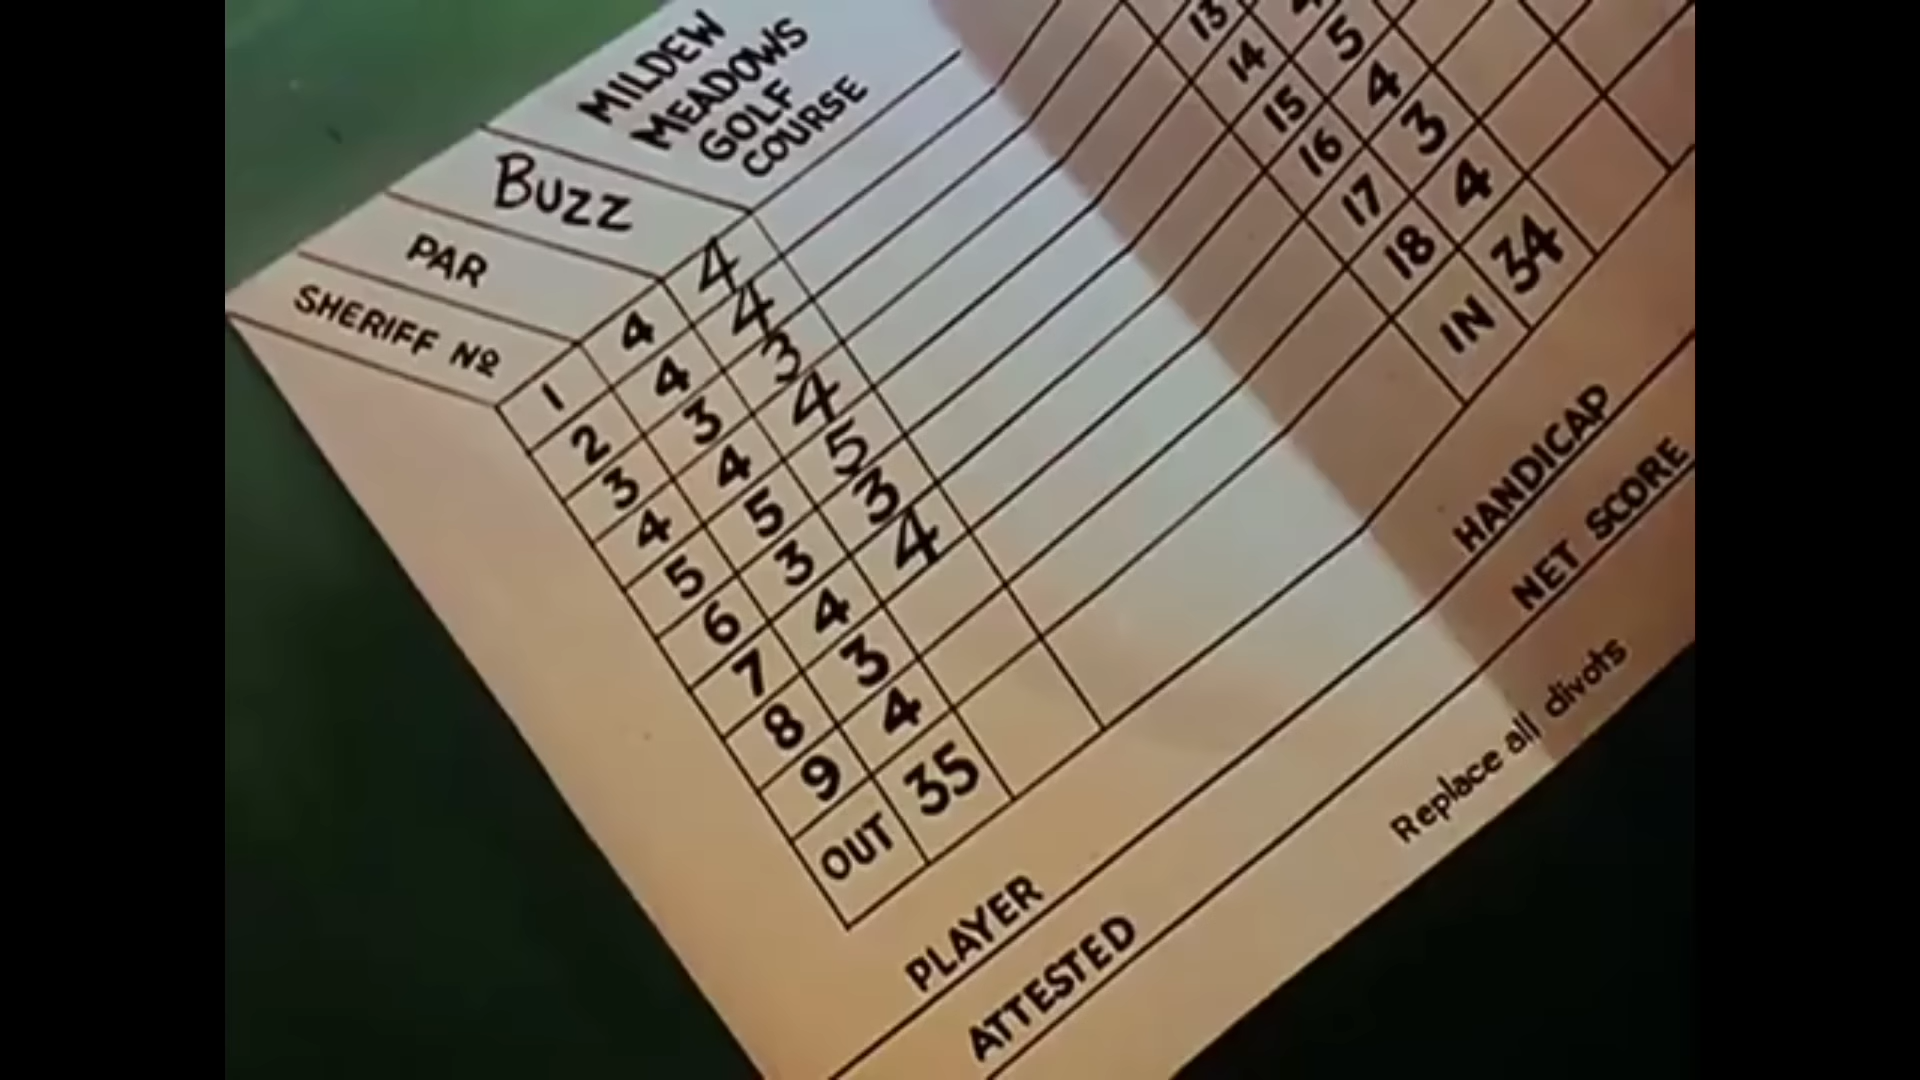 MILDEW
MEADOWS
GOLF
COURSE
Buzz
PAR
SHERIFF Nº
1 4 4
2 4 4
3 3 3
4 4 4
5 5 5
6 3 3
7 4 4
8 3
9 4
OUT 35
13
14 5
15 4
16 3
17 4
18
IN 34
PLAYER
HANDICAP
ATTESTED
NET SCORE
Replace all divots